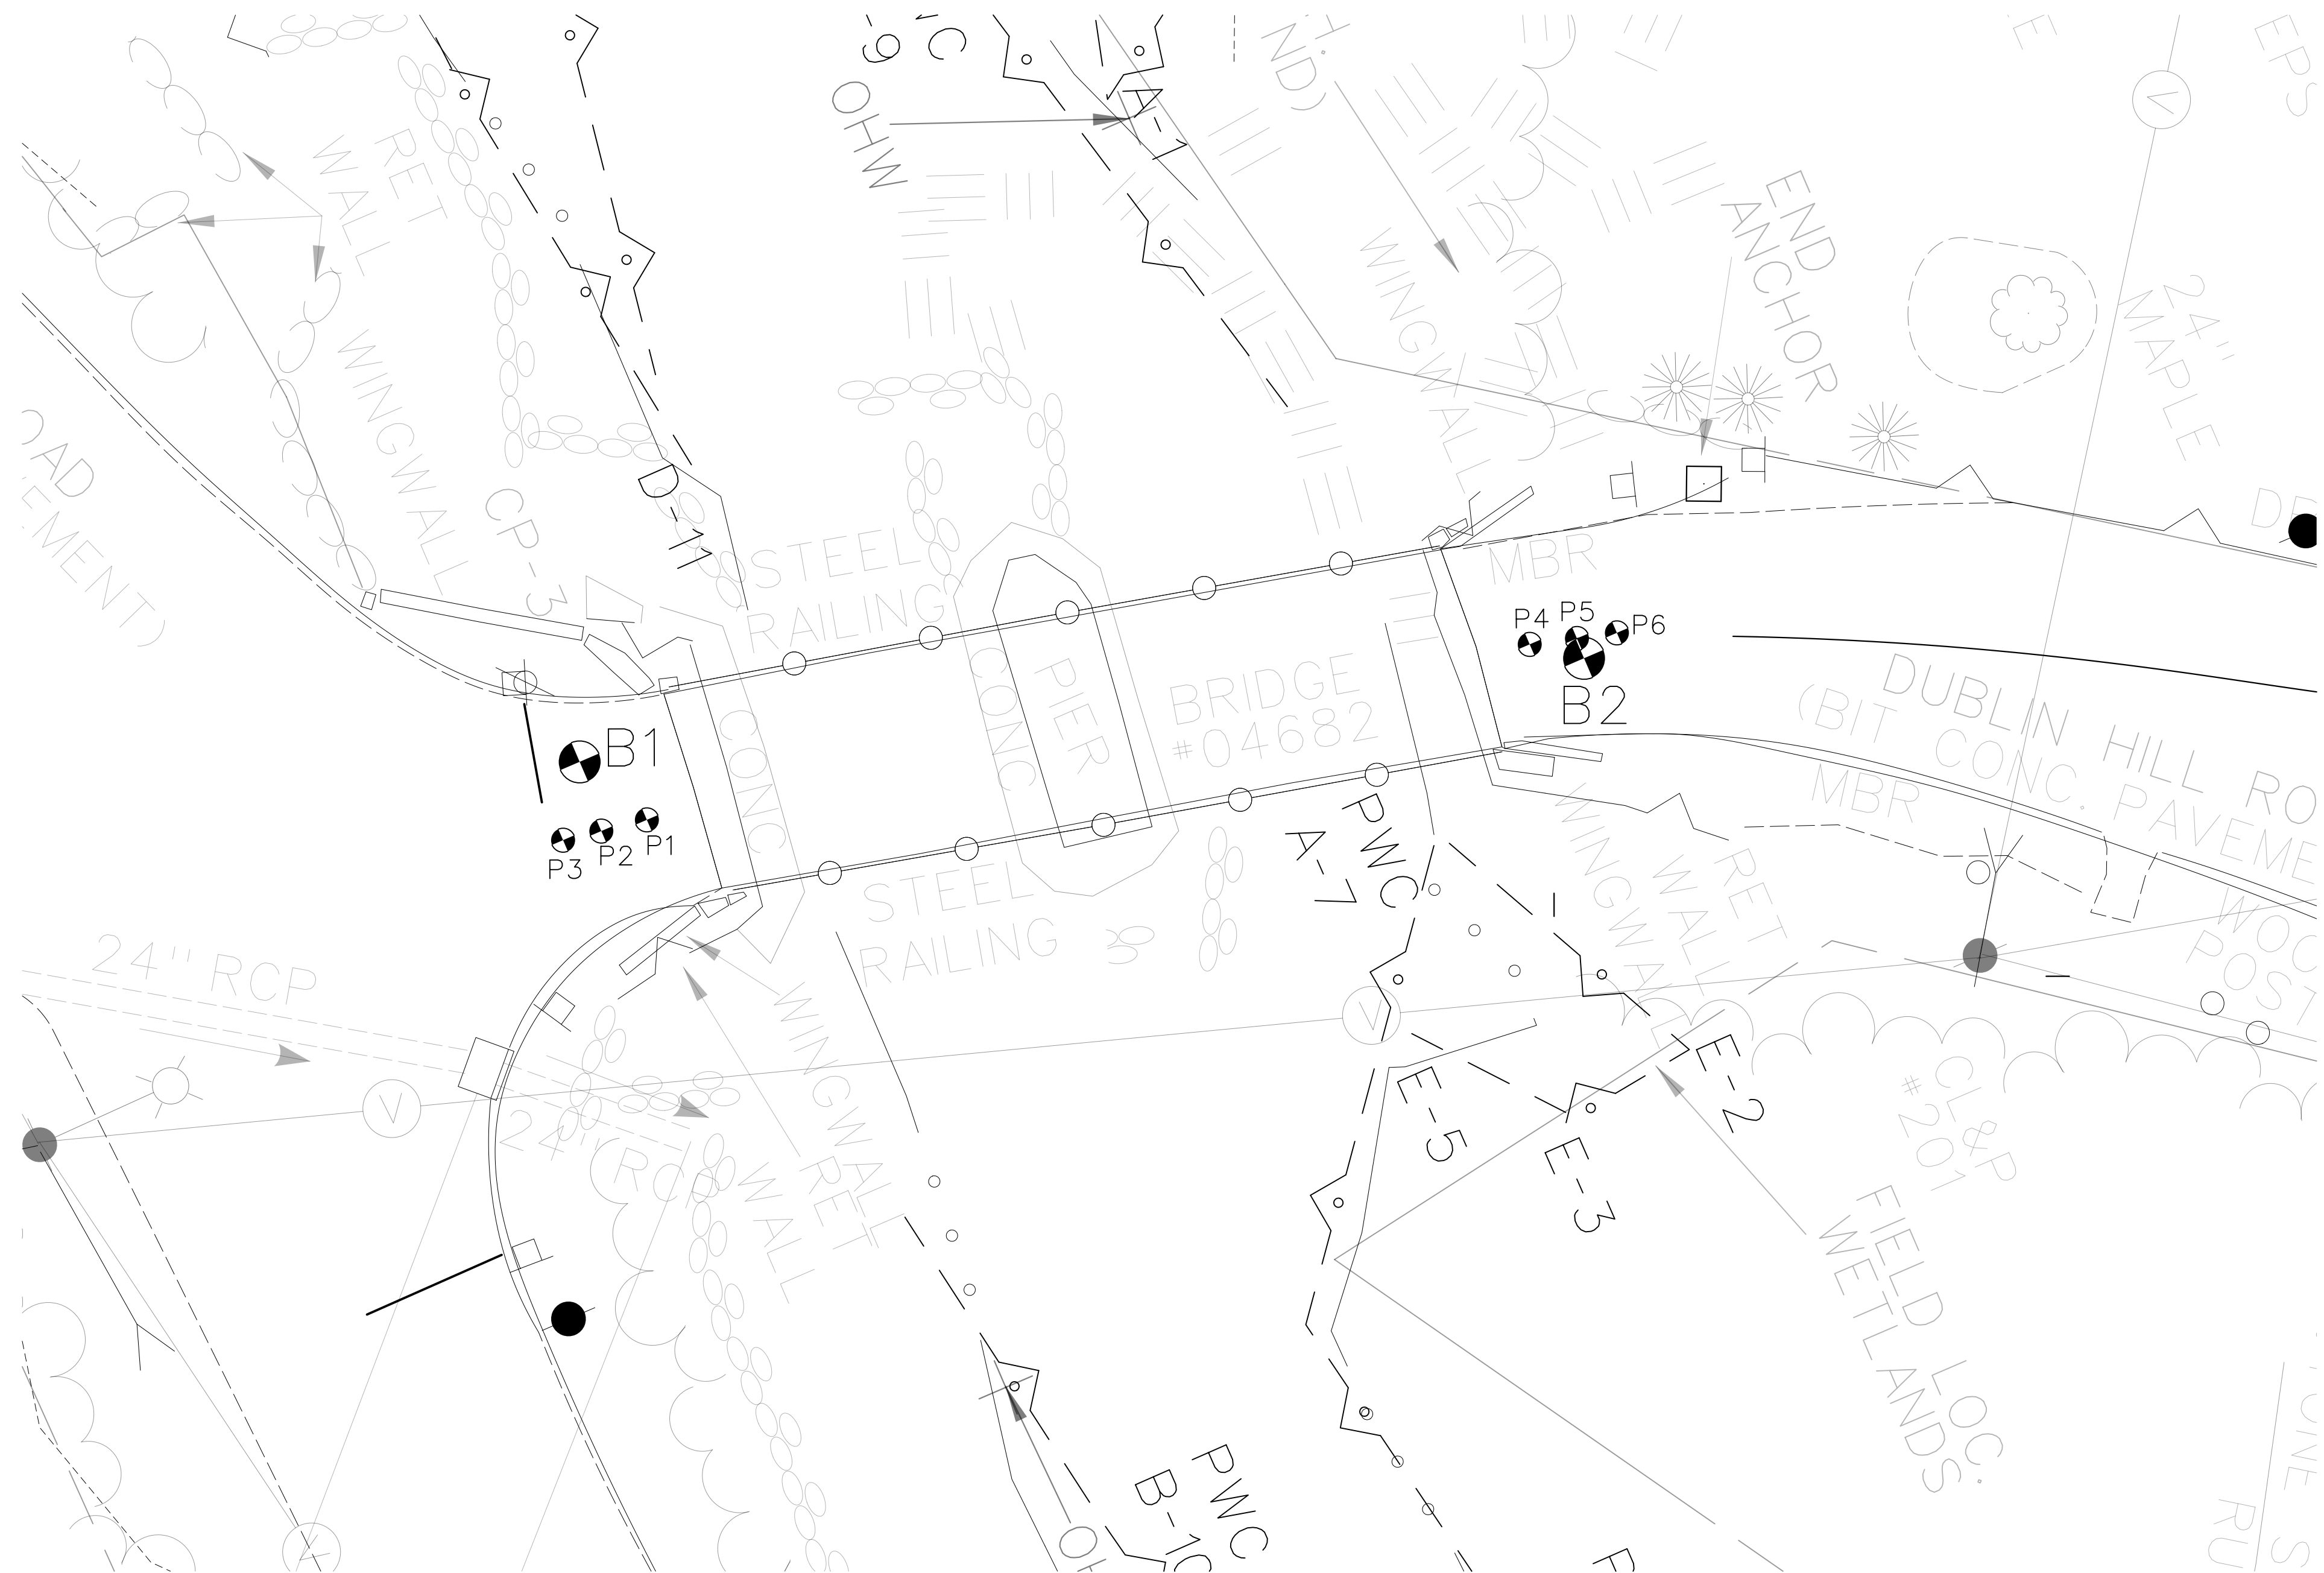 OHW
A-7
END
ANCHOR
RET
WALL
WINGWALL
WINGWALL
24"
MAPLE
CP-3
D-11
STEEL
RAILING
MBR
P4 P5 P6
B2
BRIDGE
#04682
CONC
PIER
CONC
B1
P3 P2 P1
DUBLIN HILL RO
(BIT CONC. PAVEME
MBR
PWC
A-7
STEEL
RAILING
24" RCP
WINGWALL
RET
WALL
WINGWALL
RET
WALL
24" RCP
E-5
E-3
E-2
CL&P
#201
FIELD LOC.
WETLANDS
PWC
V
V
V
V